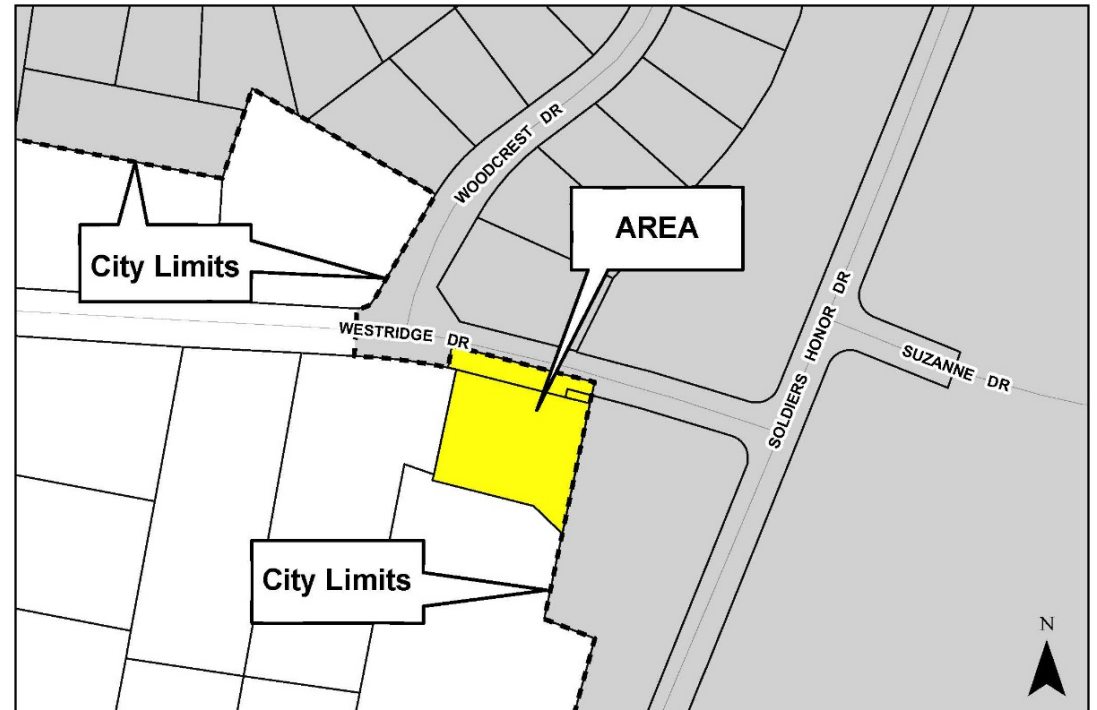 WOODCREST DR
AREA
City Limits
WESTRIDGE DR
SOLDIERS HONOR DR
SUZANNE DR
City Limits
N